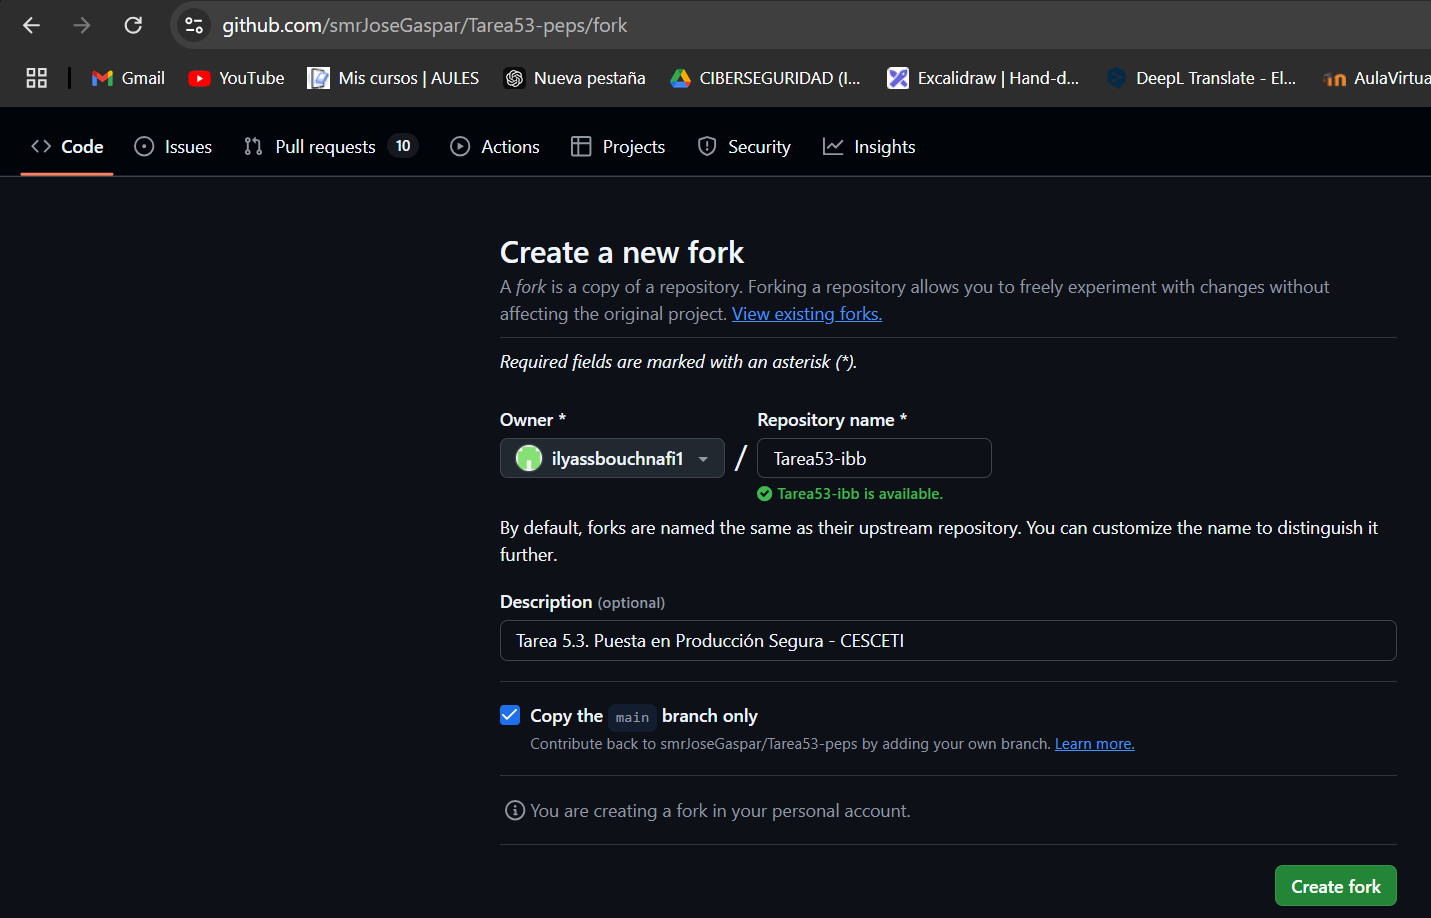 github.com/smrJoseGaspar/Tarea53-peps/fork
Gmail YouTube Mis cursos | AULES Nueva pestaña CIBERSEGURIDAD (I... Excalidraw | Hand-d... DeepL Translate - El... AulaVirtua
Code Issues Pull requests 10 Actions Projects Security Insights
Create a new fork
A fork is a copy of a repository. Forking a repository allows you to freely experiment with changes without
affecting the original project. View existing forks.
Required fields are marked with an asterisk (*).
Owner * Repository name *
ilyassbouchnafi1 / Tarea53-ibb
Tarea53-ibb is available.
By default, forks are named the same as their upstream repository. You can customize the name to distinguish it
further.
Description (optional)
Tarea 5.3. Puesta en Producción Segura - CESCETI
Copy the main branch only
Contribute back to smrJoseGaspar/Tarea53-peps by adding your own branch. Learn more.
You are creating a fork in your personal account.
Create fork